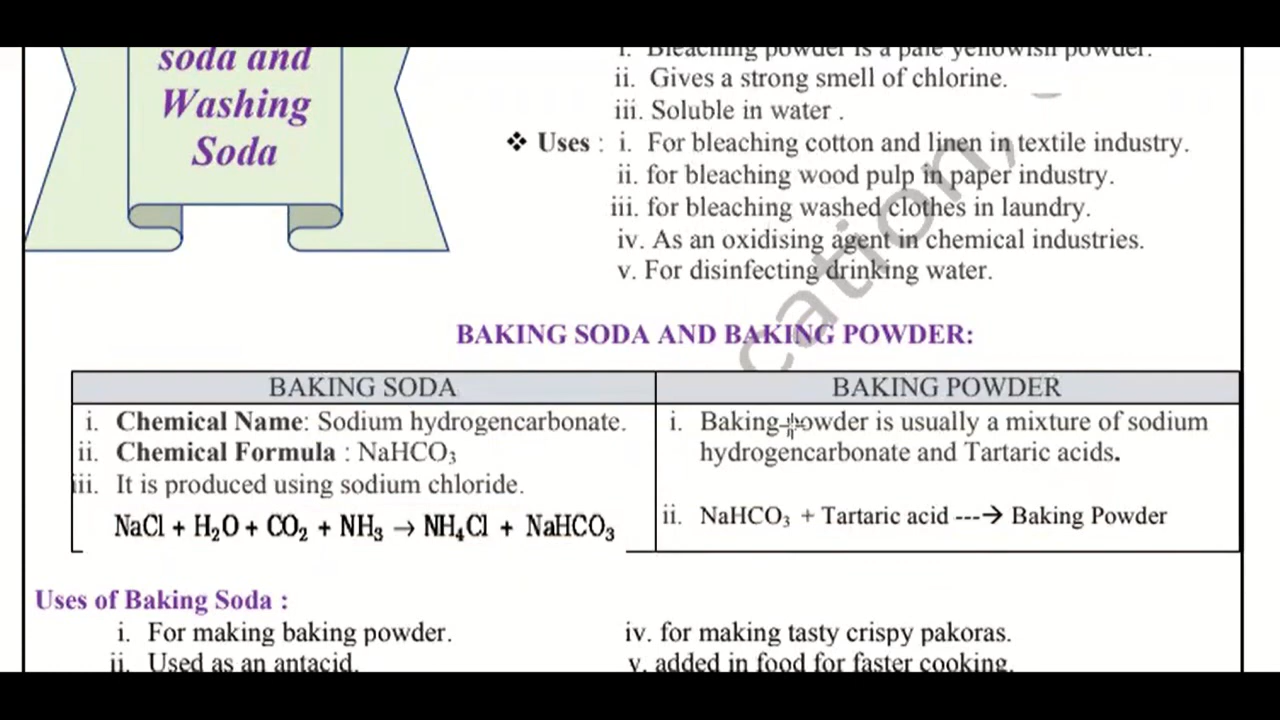 soda and
Washing
Soda
i. Bleaching powder is a pale yellowish powder.
ii. Gives a strong smell of chlorine.
iii. Soluble in water .
❖ Uses : i. For bleaching cotton and linen in textile industry.
ii. for bleaching wood pulp in paper industry.
iii. for bleaching washed clothes in laundry.
iv. As an oxidising agent in chemical industries.
v. For disinfecting drinking water.
BAKING SODA AND BAKING POWDER:
BAKING SODA
i. Chemical Name: Sodium hydrogencarbonate.
ii. Chemical Formula : NaHCO₃
iii. It is produced using sodium chloride.
NaCl + H₂O + CO₂ + NH₃ → NH₄Cl + NaHCO₃
BAKING POWDER
i. Baking powder is usually a mixture of sodium
hydrogencarbonate and Tartaric acids.
ii. NaHCO₃ + Tartaric acid ---→ Baking Powder
Uses of Baking Soda :
i. For making baking powder.
ii. Used as an antacid.
iv. for making tasty crispy pakoras.
v. added in food for faster cooking.